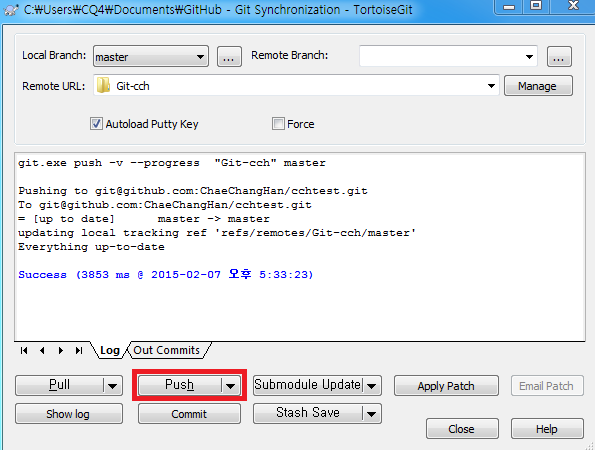 C:₩Users₩CQ4₩Documents₩GitHub - Git Synchronization - TortoiseGit
Local Branch: master ... Remote Branch: ...
Remote URL: Git-cch Manage
Autoload Putty Key Force
git.exe push -v --progress "Git-cch" master
Pushing to git@github.com:ChaeChangHan/cchtest.git
To git@github.com:ChaeChangHan/cchtest.git
= [up to date] master -> master
updating local tracking ref 'refs/remotes/Git-cch/master'
Everything up-to-date
Success (3853 ms @ 2015-02-07 오후 5:33:23)
Log Out Commits
Pull Push Submodule Update Apply Patch Email Patch
Show log Commit Stash Save
Close Help